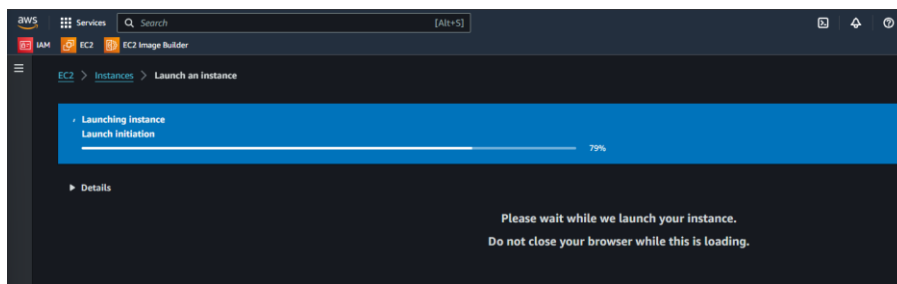 aws Services Search [Alt+S]
IAM EC2 EC2 Image Builder
EC2 > Instances > Launch an instance
Launching instance
Launch initiation
79%
Details
Please wait while we launch your instance.
Do not close your browser while this is loading.